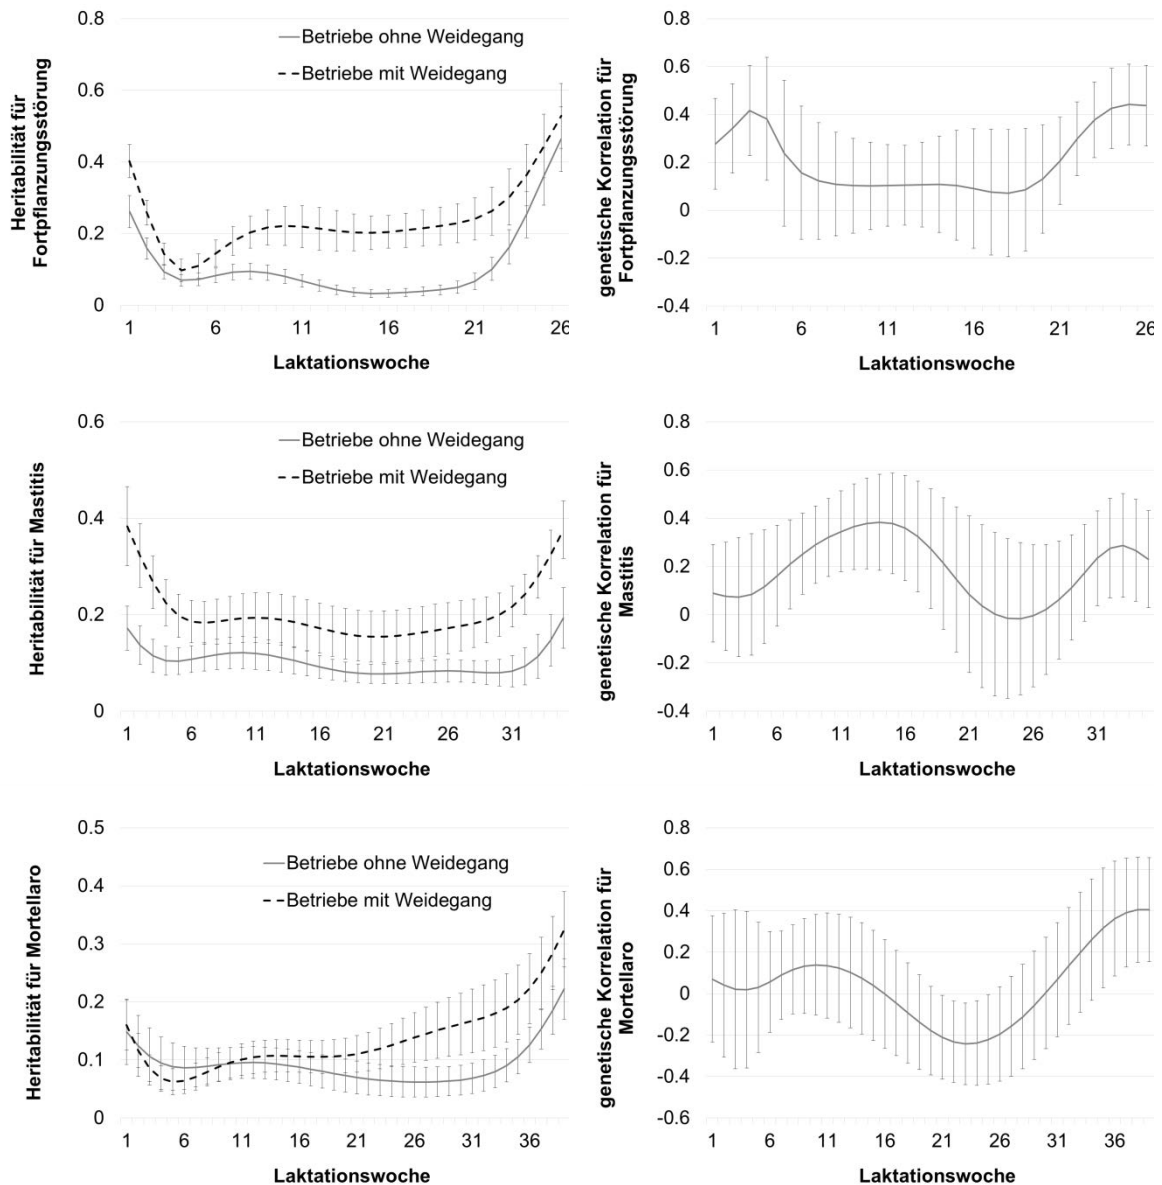 Heritabilität für
Fortpflanzungsstörung
0.8
0.6
0.4
0.2
0
Betriebe ohne Weidegang
Betriebe mit Weidegang
1 6 11 16 21 26
Laktationswoche
genetische Korrelation für
Fortpflanzungsstörung
0.8
0.6
0.4
0.2
0
-0.2
-0.4
1 6 11 16 21 26
Laktationswoche
Heritabilität für Mastitis
0.6
0.4
0.2
0
Betriebe ohne Weidegang
Betriebe mit Weidegang
1 6 11 16 21 26 31
Laktationswoche
genetische Korrelation für
Mastitis
0.8
0.6
0.4
0.2
0
-0.2
-0.4
1 6 11 16 21 26 31
Laktationswoche
Heritabilität für Mortellaro
0.5
0.4
0.3
0.2
0.1
0
Betriebe ohne Weidegang
Betriebe mit Weidegang
1 6 11 16 21 26 31 36
Laktationswoche
genetische Korrelation für
Mortellaro
0.8
0.6
0.4
0.2
0
-0.2
-0.4
-0.6
1 6 11 16 21 26 31 36
Laktationswoche